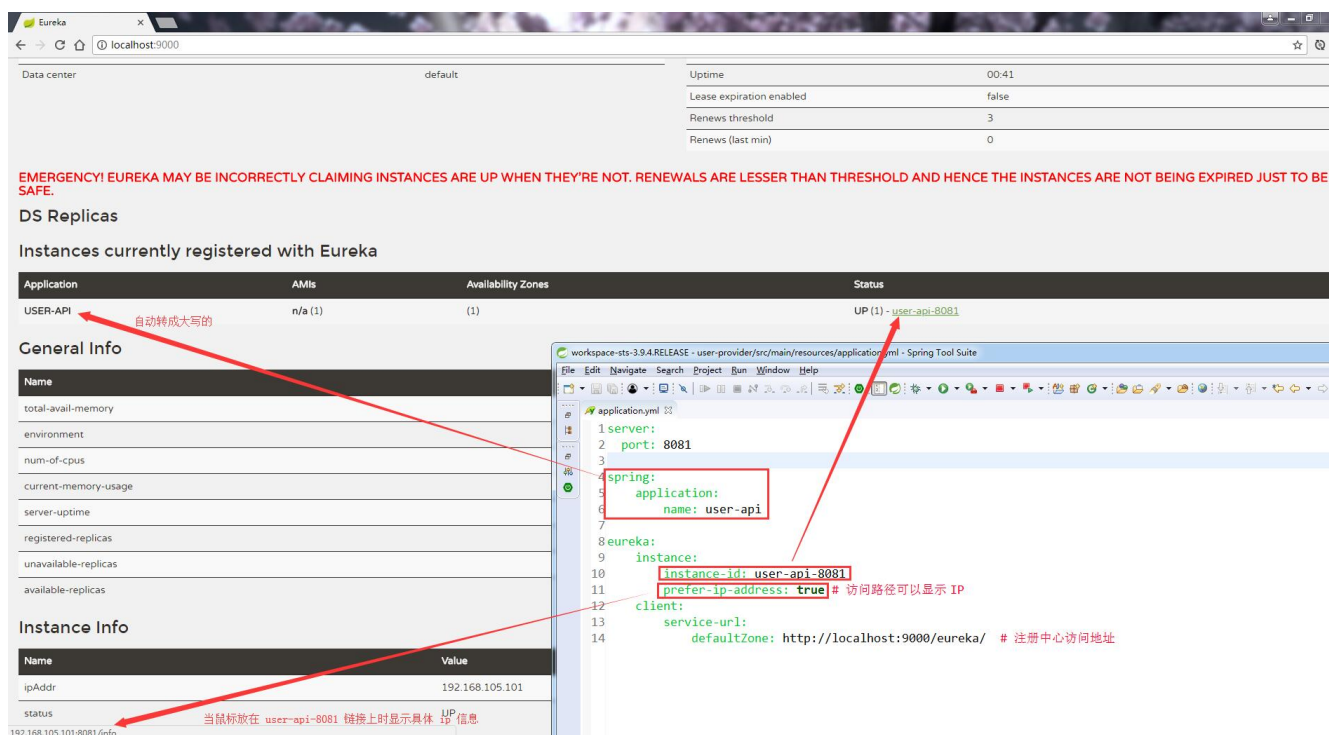 Eureka
localhost:9000
Data center default Uptime 00:41
Lease expiration enabled false
Renews threshold 3
Renews (last min) 0
EMERGENCY! EUREKA MAY BE INCORRECTLY CLAIMING INSTANCES ARE UP WHEN THEY'RE NOT. RENEWALS ARE LESSER THAN THRESHOLD AND HENCE THE INSTANCES ARE NOT BEING EXPIRED JUST TO BE
SAFE.
DS Replicas
Instances currently registered with Eureka
Application AMIs Availability Zones Status
USER-API n/a (1) (1) UP (1) - user-api-8081
自动转成大写的
General Info
Name
total-avail-memory
environment
num-of-cpus
current-memory-usage
server-uptime
registered-replicas
unavailable-replicas
available-replicas
Instance Info
Name Value
ipAddr 192.168.105.101
status UP
当鼠标放在 user-api-8081 链接上时显示具体 ip 信息
192.168.105.101:8081/info
workspace-sts-3.9.4.RELEASE - user-provider/src/main/resources/application.yml - Spring Tool Suite
File Edit Navigate Search Project Run Window Help
application.yml
1 server:
2 port: 8081
3
4 spring:
5 application:
6 name: user-api
7
8 eureka:
9 instance:
10 instance-id: user-api-8081
11 prefer-ip-address: true # 访问路径可以显示 IP
12 client:
13 service-url:
14 defaultZone: http://localhost:9000/eureka/ # 注册中心访问地址